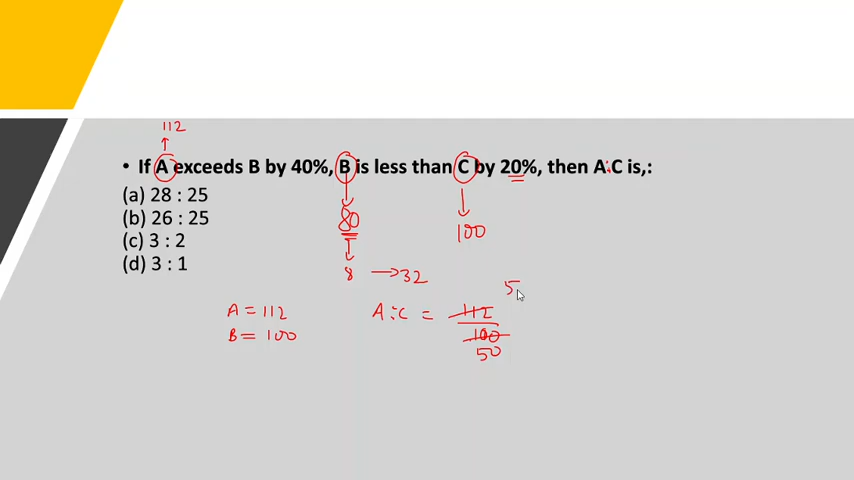 112
• If A exceeds B by 40%, B is less than C by 20%, then A:C is,:
(a) 28 : 25
(b) 26 : 25
(c) 3 : 2
(d) 3 : 1
80
100
8 → 32
5
A = 112
A : C = 112
B = 100
100
50